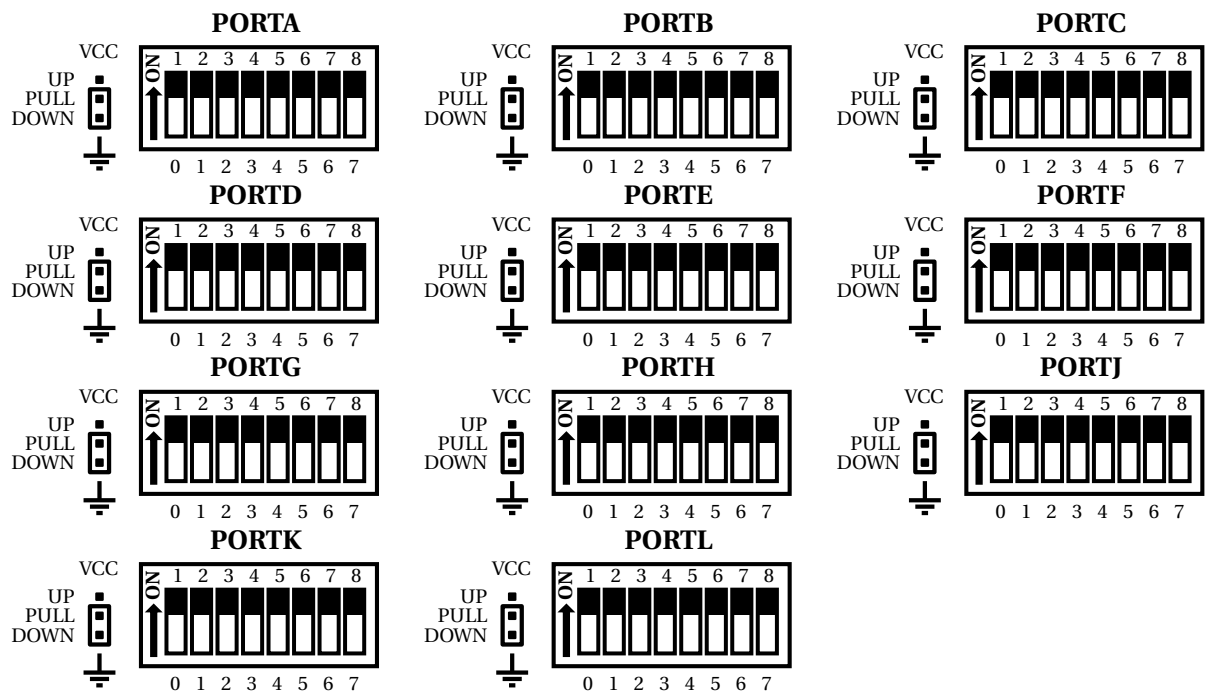 PORTA PORTB PORTC
VCC ON 1 2 3 4 5 6 7 8 VCC ON 1 2 3 4 5 6 7 8 VCC ON 1 2 3 4 5 6 7 8
UP UP UP
PULL PULL PULL
DOWN DOWN DOWN
0 1 2 3 4 5 6 7 0 1 2 3 4 5 6 7 0 1 2 3 4 5 6 7
PORTD PORTE PORTF
VCC ON 1 2 3 4 5 6 7 8 VCC ON 1 2 3 4 5 6 7 8 VCC ON 1 2 3 4 5 6 7 8
UP UP UP
PULL PULL PULL
DOWN DOWN DOWN
0 1 2 3 4 5 6 7 0 1 2 3 4 5 6 7 0 1 2 3 4 5 6 7
PORTG PORTH PORTJ
VCC ON 1 2 3 4 5 6 7 8 VCC ON 1 2 3 4 5 6 7 8 VCC ON 1 2 3 4 5 6 7 8
UP UP UP
PULL PULL PULL
DOWN DOWN DOWN
0 1 2 3 4 5 6 7 0 1 2 3 4 5 6 7 0 1 2 3 4 5 6 7
PORTK PORTL
VCC ON 1 2 3 4 5 6 7 8 VCC ON 1 2 3 4 5 6 7 8
UP UP
PULL PULL
DOWN DOWN
0 1 2 3 4 5 6 7 0 1 2 3 4 5 6 7